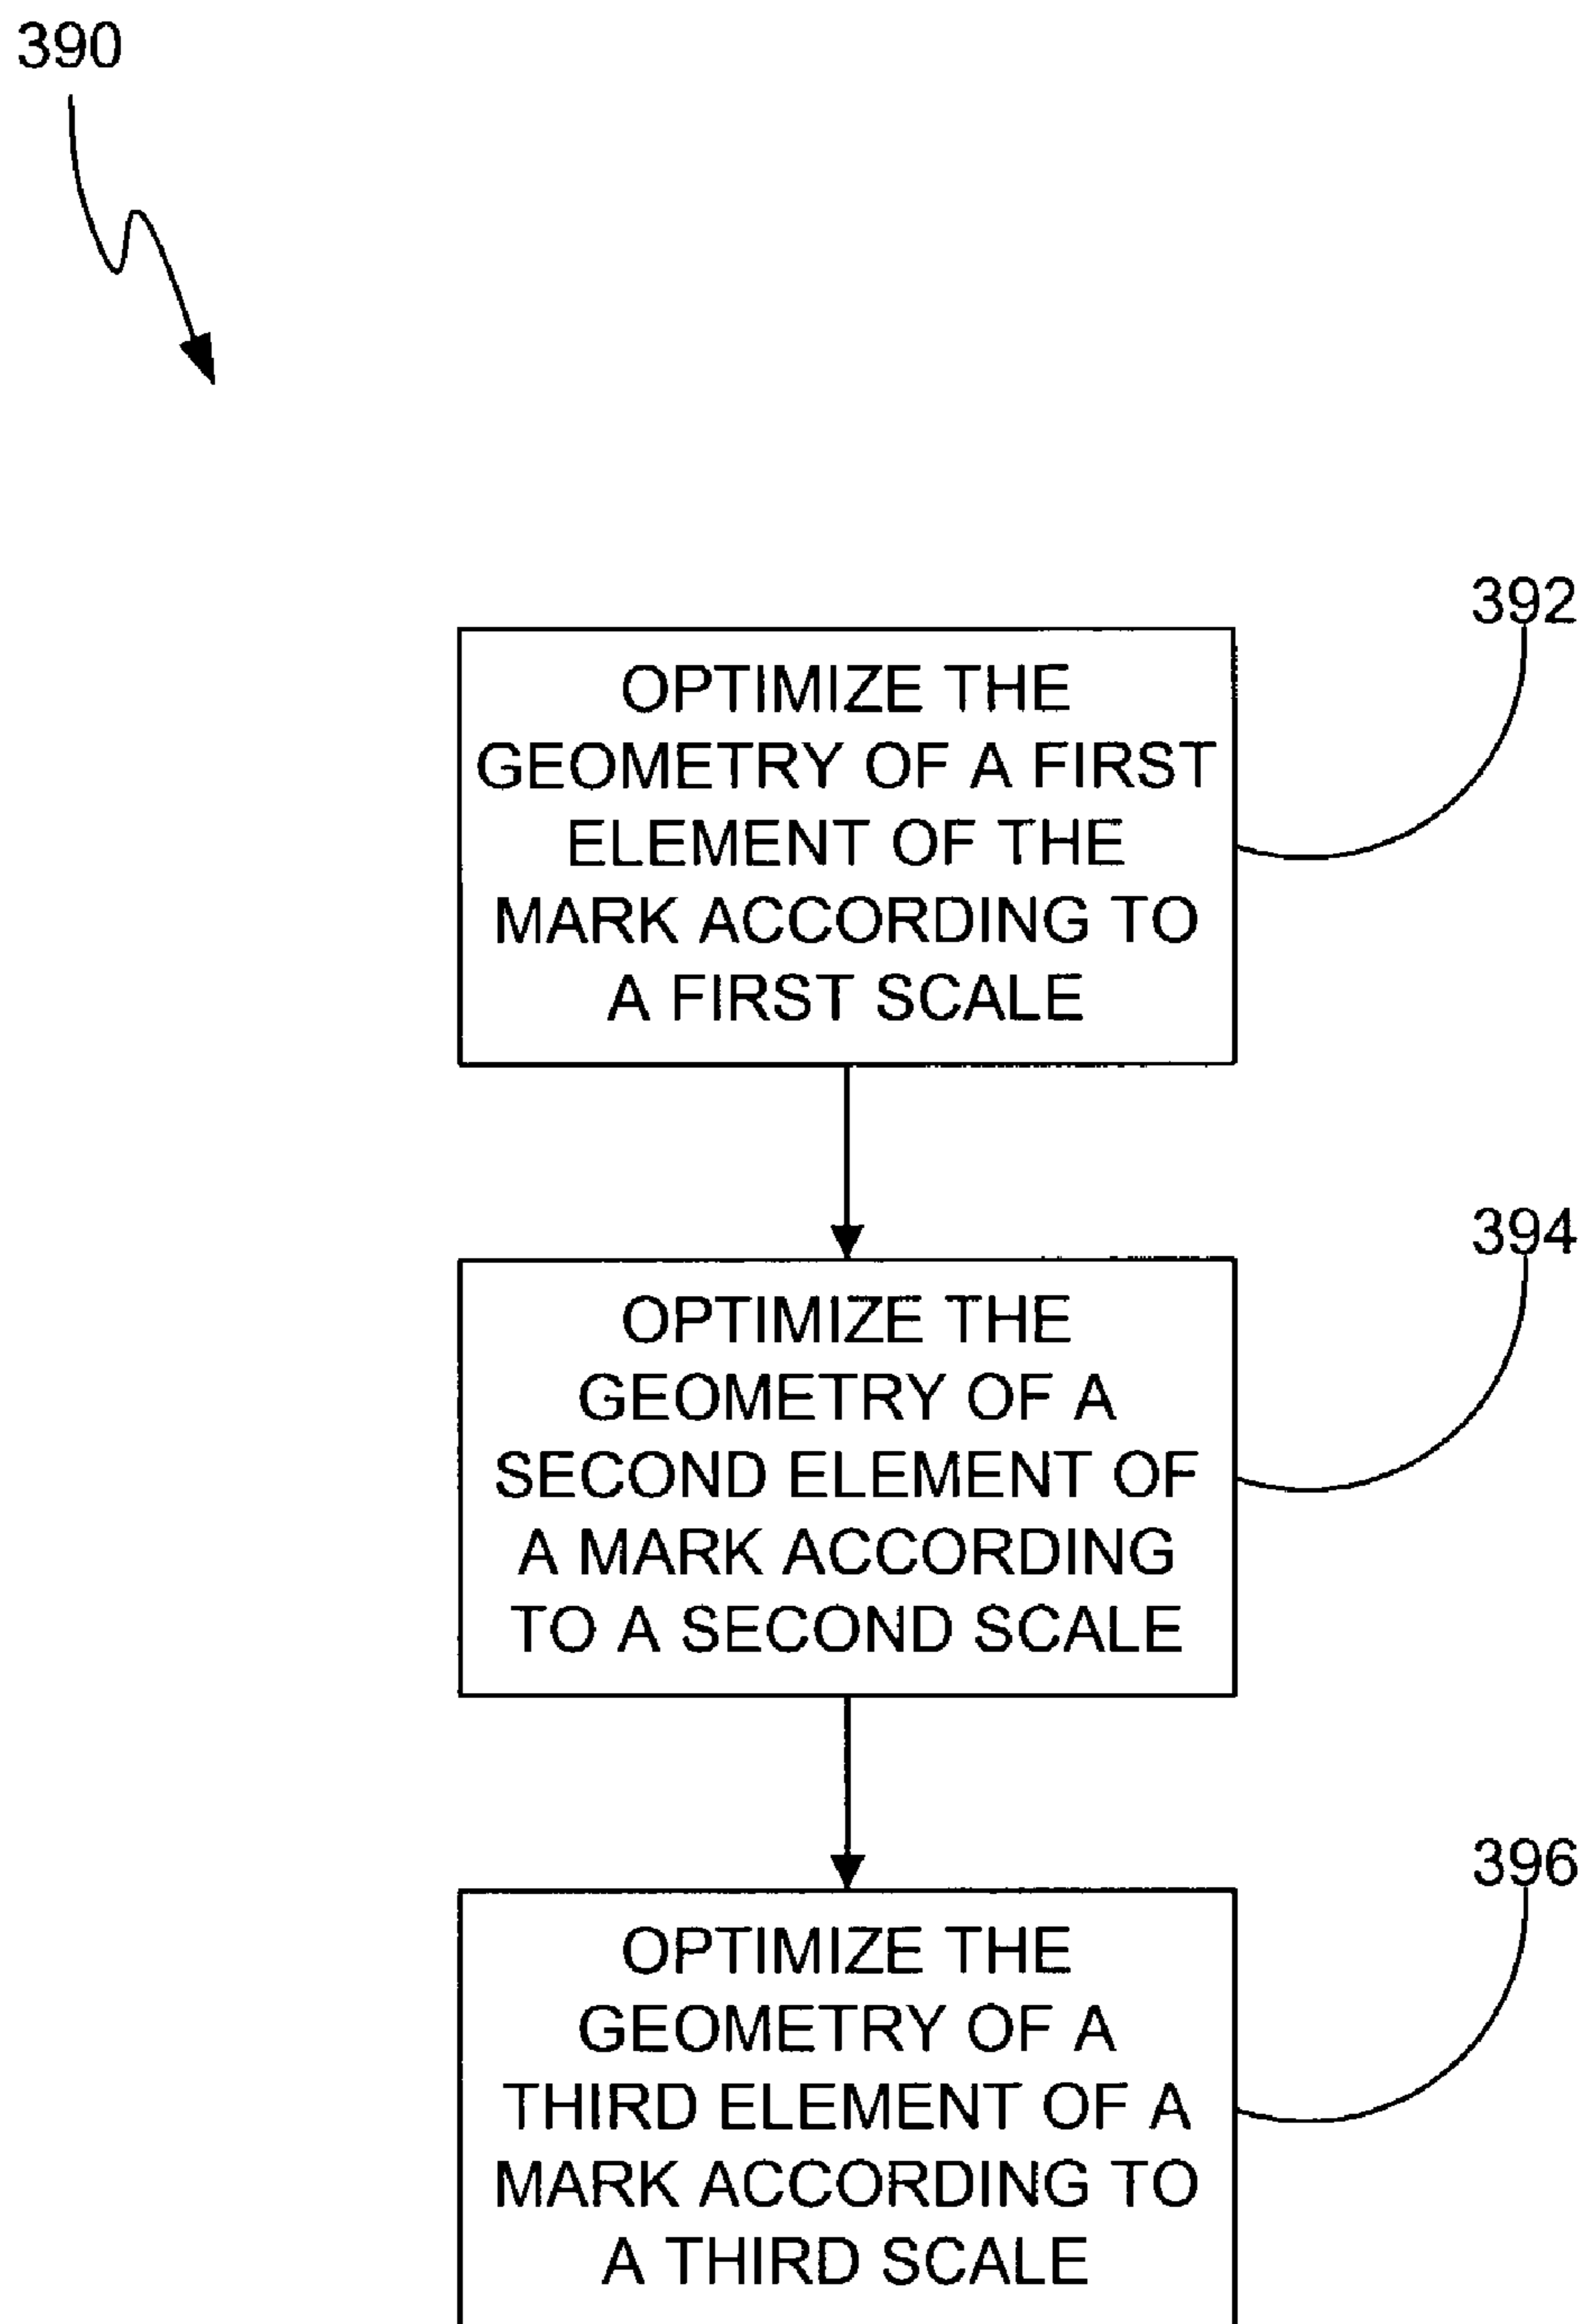 390
392
OPTIMIZE THE
GEOMETRY OF A FIRST
ELEMENT OF THE
MARK ACCORDING TO
A FIRST SCALE
394
OPTIMIZE THE
GEOMETRY OF A
SECOND ELEMENT OF
A MARK ACCORDING
TO A SECOND SCALE
396
OPTIMIZE THE
GEOMETRY OF A
THIRD ELEMENT OF A
MARK ACCORDING TO
A THIRD SCALE